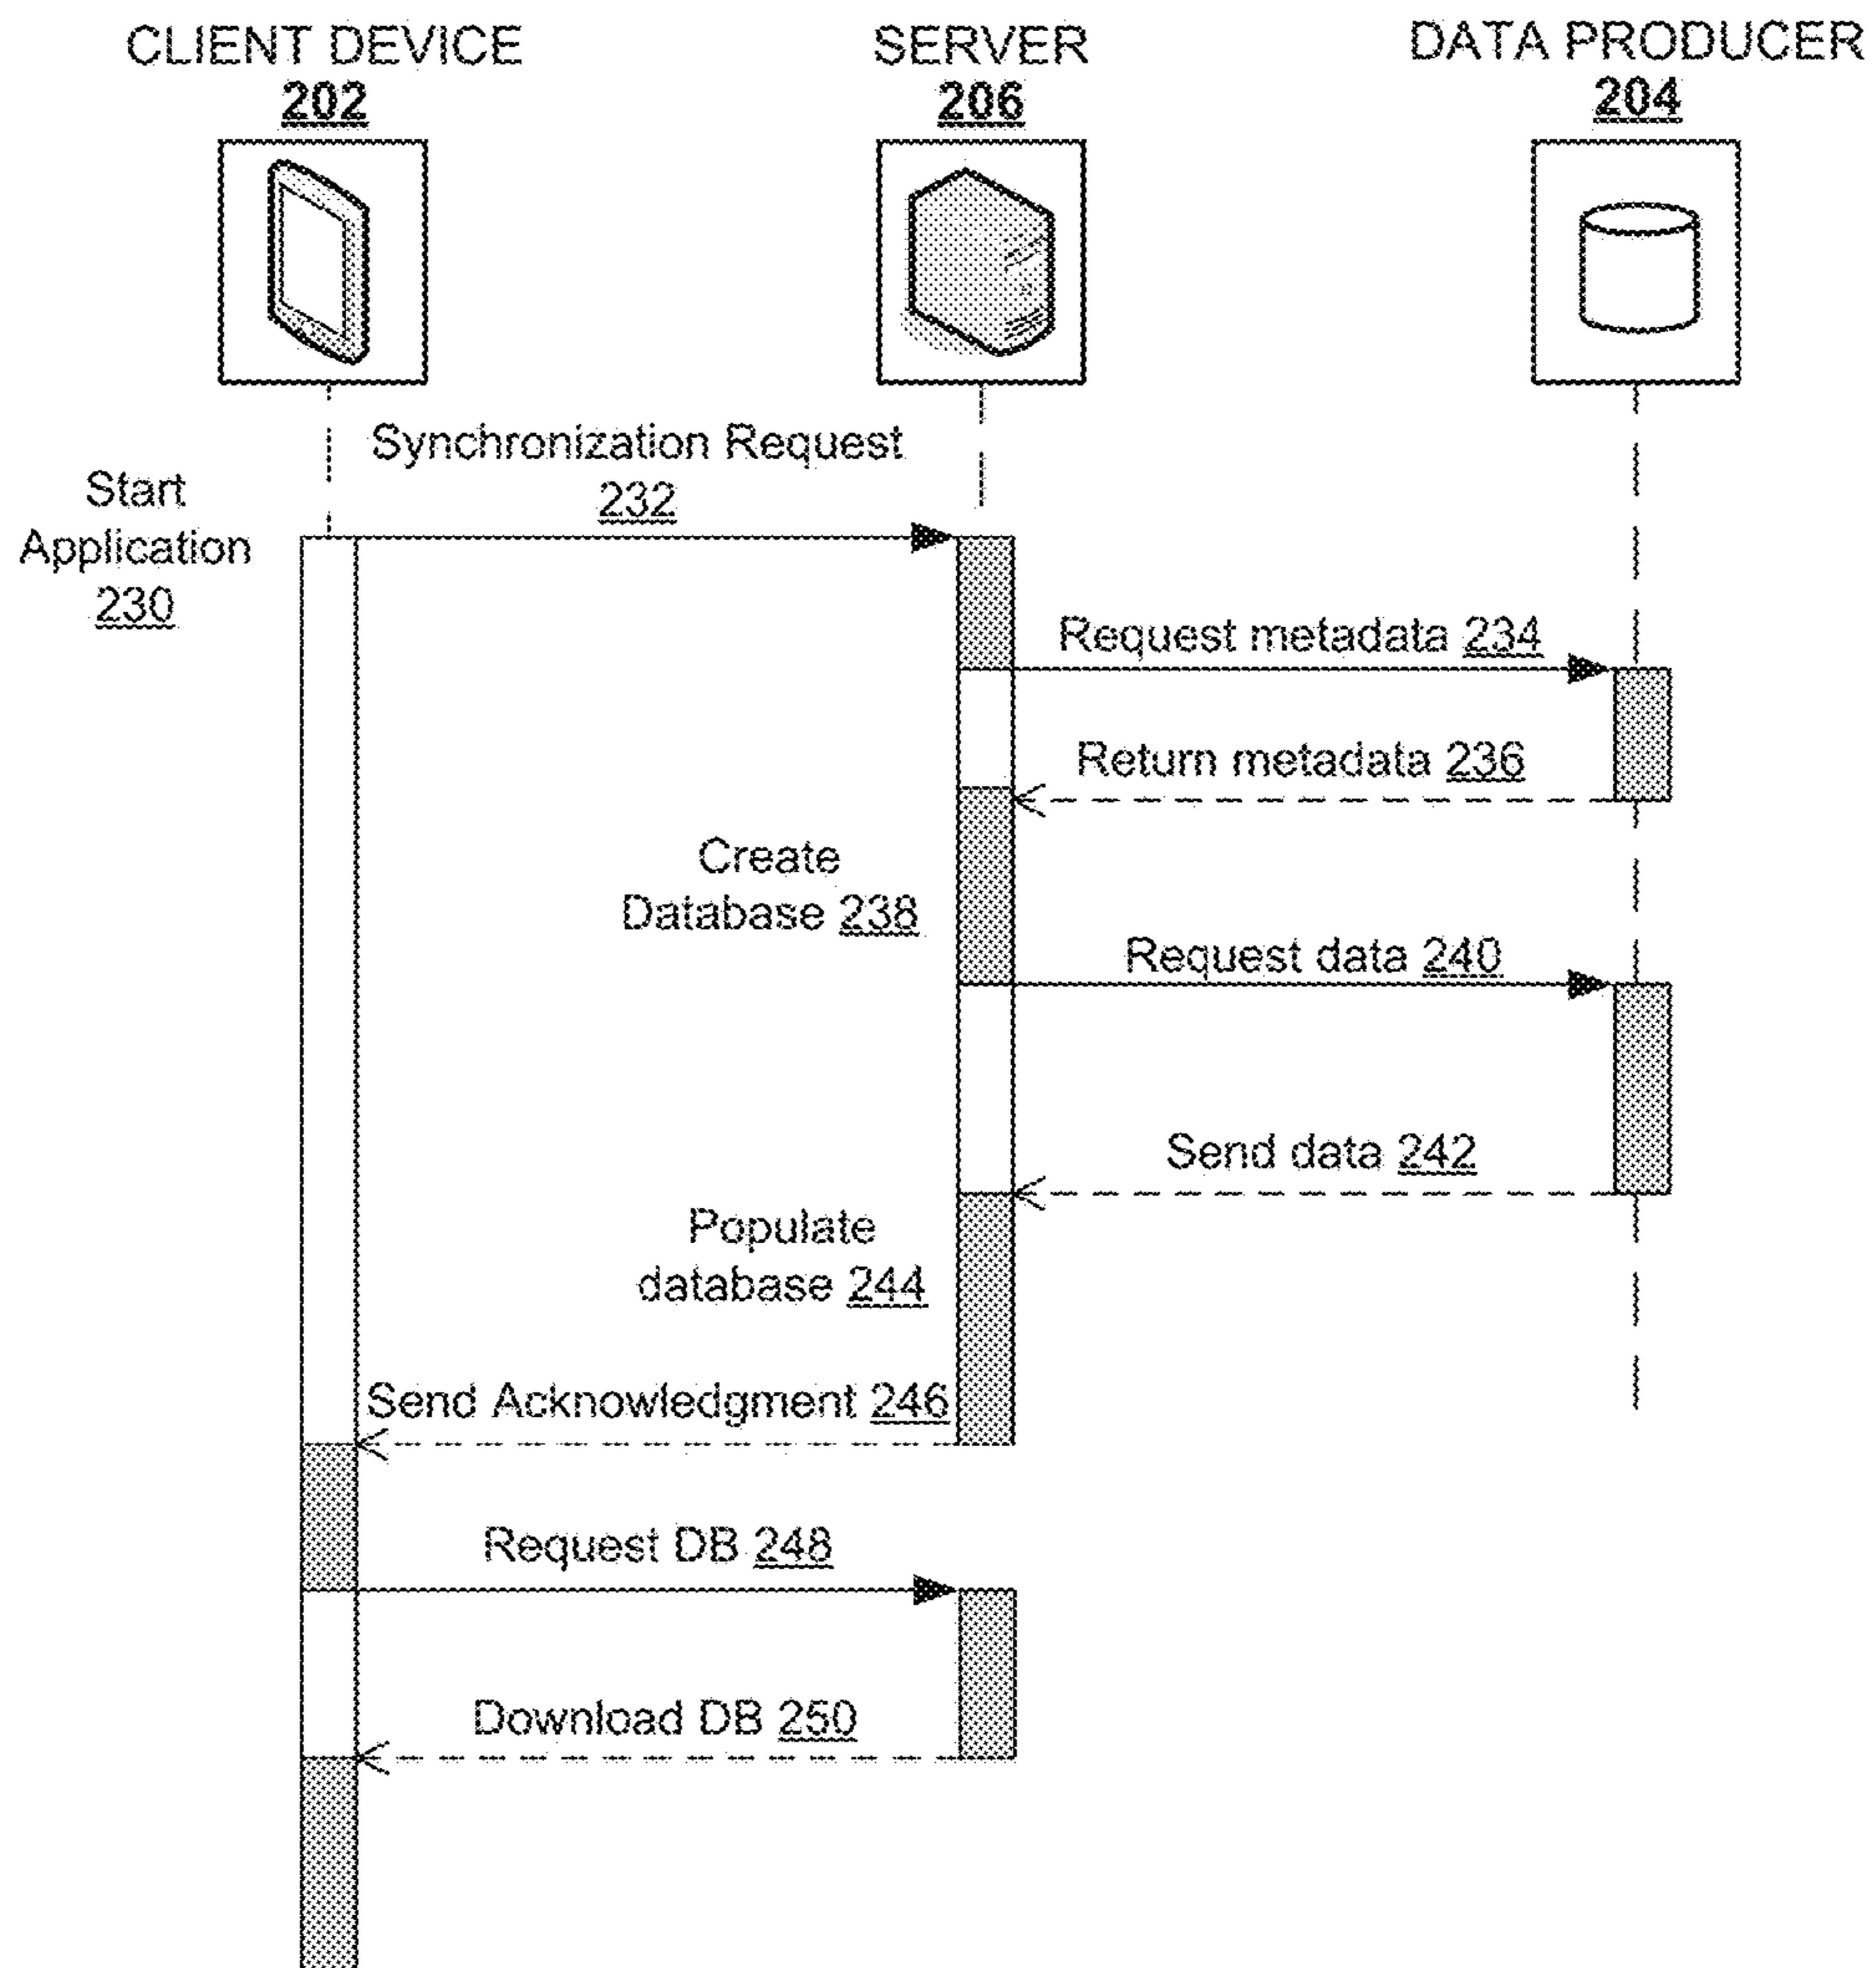 CLIENT DEVICE
202
SERVER
206
DATA PRODUCER
204
Synchronization Request
232
Start
Application
230
Request metadata 234
Return metadata 236
Create
Database 238
Request data 240
Send data 242
Populate
database 244
Send Acknowledgment 246
Request DB 248
Download DB 250